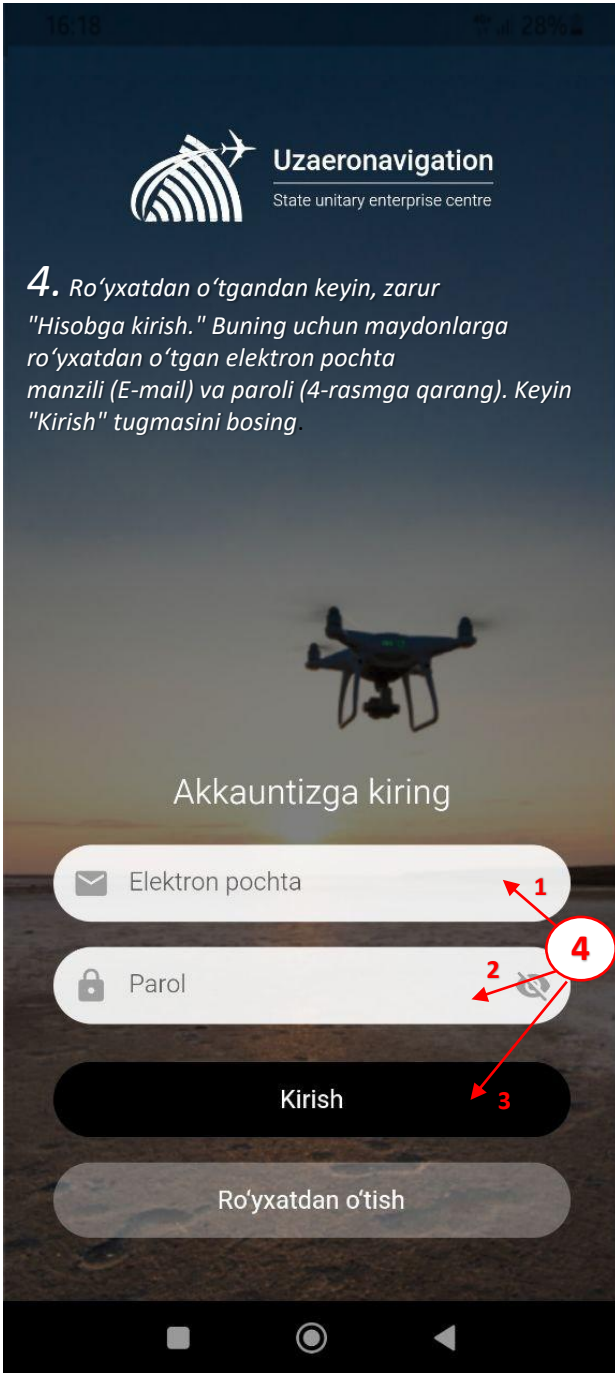 16:18
28%
Uzaeronavigation
State unitary enterprise centre
4. Ro‘yxatdan o‘tgandan keyin, zarur
"Hisobga kirish." Buning uchun maydonlarga
ro‘yxatdan o‘tgan elektron pochta
manzili (E-mail) va paroli (4-rasmga qarang). Keyin
"Kirish" tugmasini bosing.
Akkauntizga kiring
Elektron pochta
1
4
Parol
2
Kirish
3
Ro‘yxatdan o‘tish